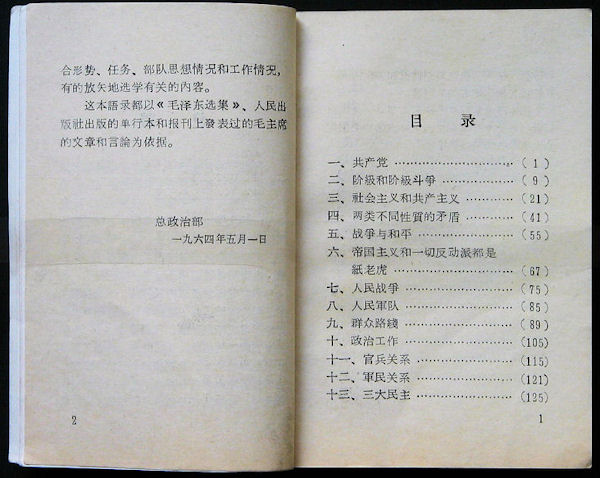 合形势、任务、部队思想情况和工作情况，
有的放矢地选学有关的内容。
这本語录都以《毛泽东选集》、人民出
版社出版的单行本和报刊上發表过的毛主席
的文章和言論为依据。
总政治部
一九六四年五月一日
2
目 录
一、共产党 ………………… ( 1 )
二、阶級和阶級斗爭 ………… ( 9 )
三、社会主义和共产主义 ……… (21)
四、两类不同性質的矛盾 ……… (41)
五、战爭与和平 …………… (55)
六、帝国主义和一切反动派都是
紙老虎 ………………… (67)
七、人民战爭 ……………… (75)
八、人民軍队 ……………… (85)
九、群众路綫 ……………… (89)
十、政治工作 ……………… (105)
十一、官兵关系 …………… (115)
十二、軍民关系 …………… (121)
十三、三大民主 …………… (125)
1